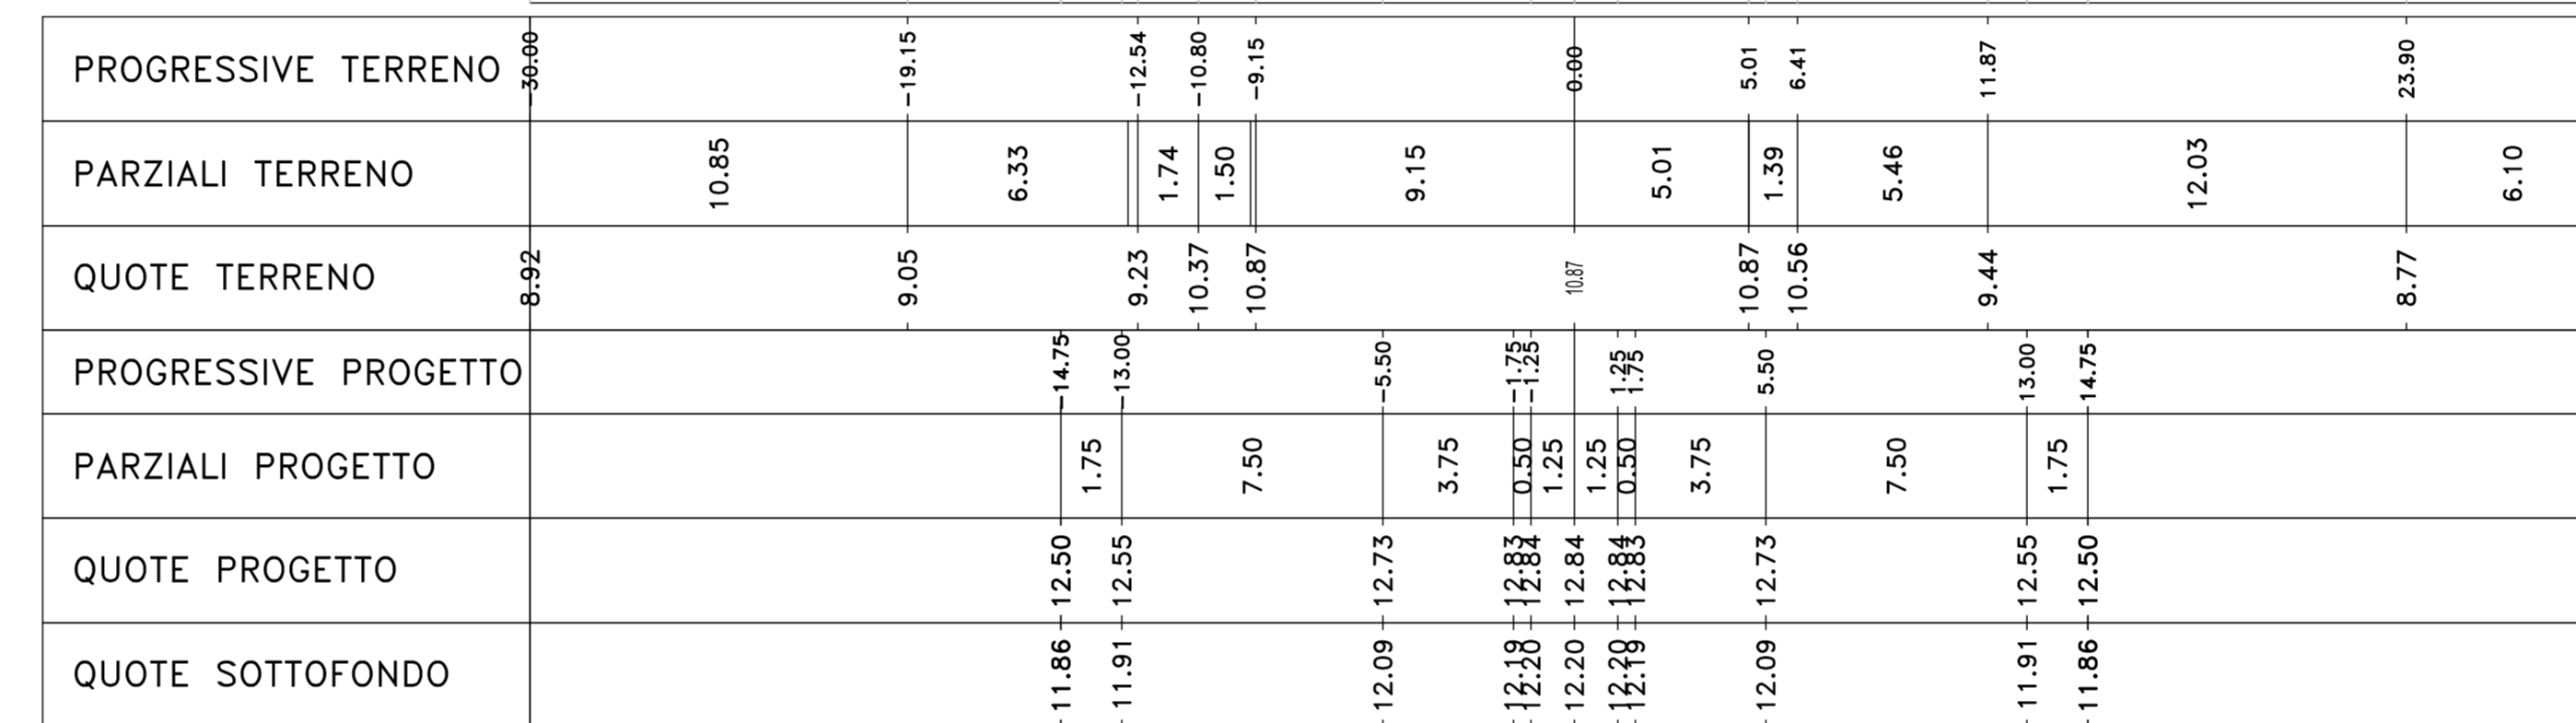 PROGRESSIVE TERRENO -30.00 -19.15 -12.54 -10.80 -9.15 0.00 5.01 6.41 11.87 23.90
PARZIALI TERRENO 10.85 6.33 1.74 1.50 9.15 5.01 1.39 5.46 12.03 6.10
QUOTE TERRENO 8.92 9.05 9.23 10.37 10.87 10.87 10.87 10.56 9.44 8.77
PROGRESSIVE PROGETTO -14.75 -13.00 -5.50 -1.75 -1.25 1.25 1.75 5.50 13.00 14.75
PARZIALI PROGETTO 1.75 7.50 3.75 0.50 1.25 1.25 0.50 3.75 7.50 1.75
QUOTE PROGETTO 12.50 12.55 12.73 12.83 12.84 12.84 12.84 12.83 12.73 12.55 12.50
QUOTE SOTTOFONDO 11.86 11.91 12.09 12.19 12.20 12.20 12.20 12.19 12.09 11.91 11.86